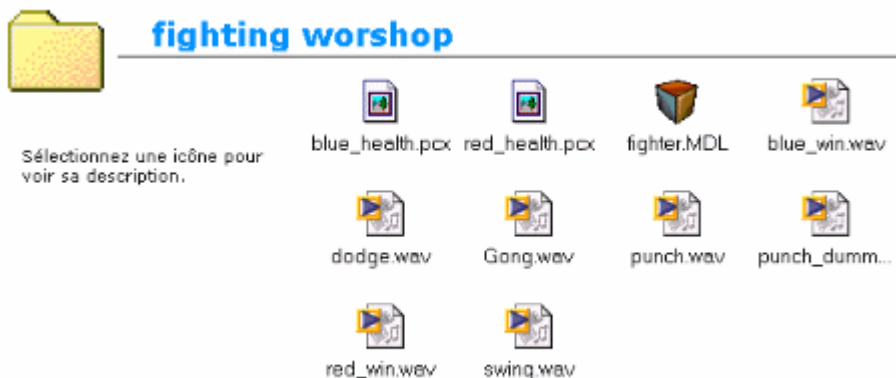 fighting worshop
Sélectionnez une icône pour
voir sa description.
blue_health.pcx red_health.pcx fighter.MDL blue_win.wav
dodge.wav Gong.wav punch.wav punch_dumm...
red_win.wav swing.wav